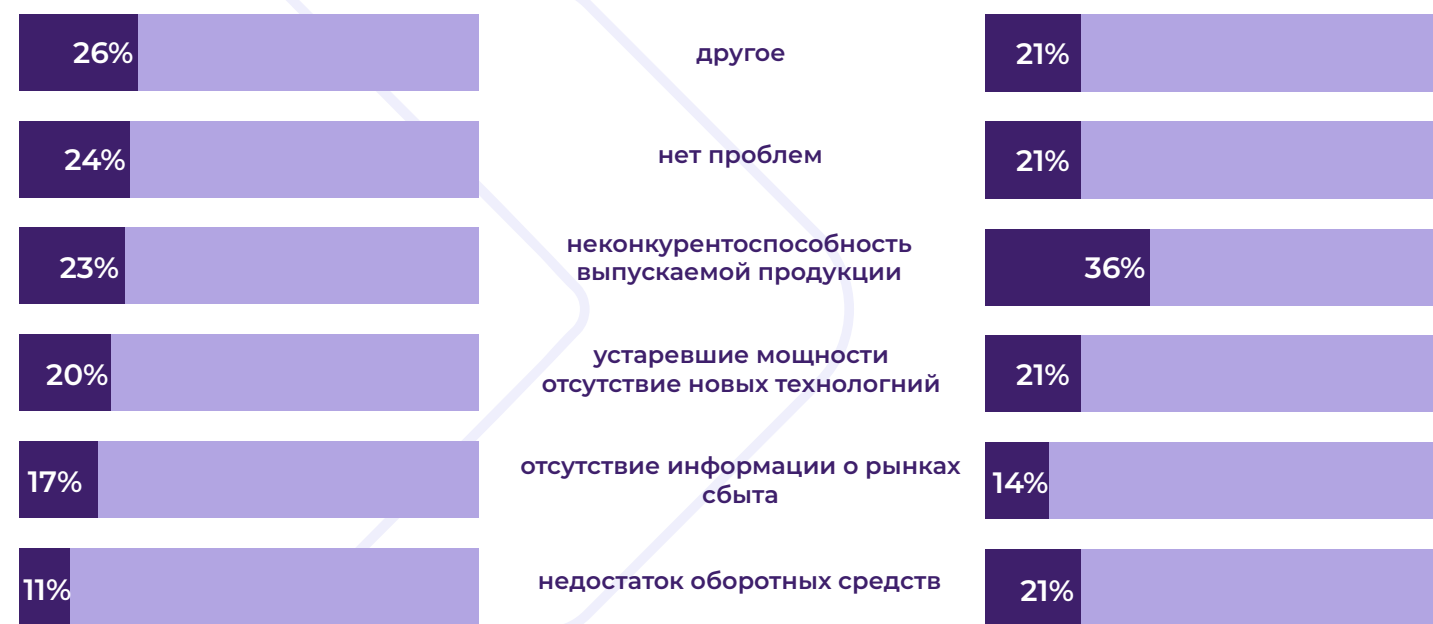 26%
другое
21%
24%
нет проблем
21%
23%
неконкурентоспособность
выпускаемой продукции
36%
20%
устаревшие мощности
отсутствие новых технологний
21%
17%
отсутствие информации о рынках
сбыта
14%
11%
недостаток оборотных средств
21%